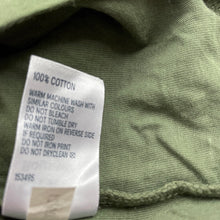 100% COTTON
WARM MACHINE WASH WITH
SIMILAR COLOURS
DO NOT BLEACH
DO NOT TUMBLE DRY
WARM IRON ON REVERSE SIDE
IF REQUIRED
DO NOT IRON PRINT
DO NOT DRYCLEAN ⊗
153495